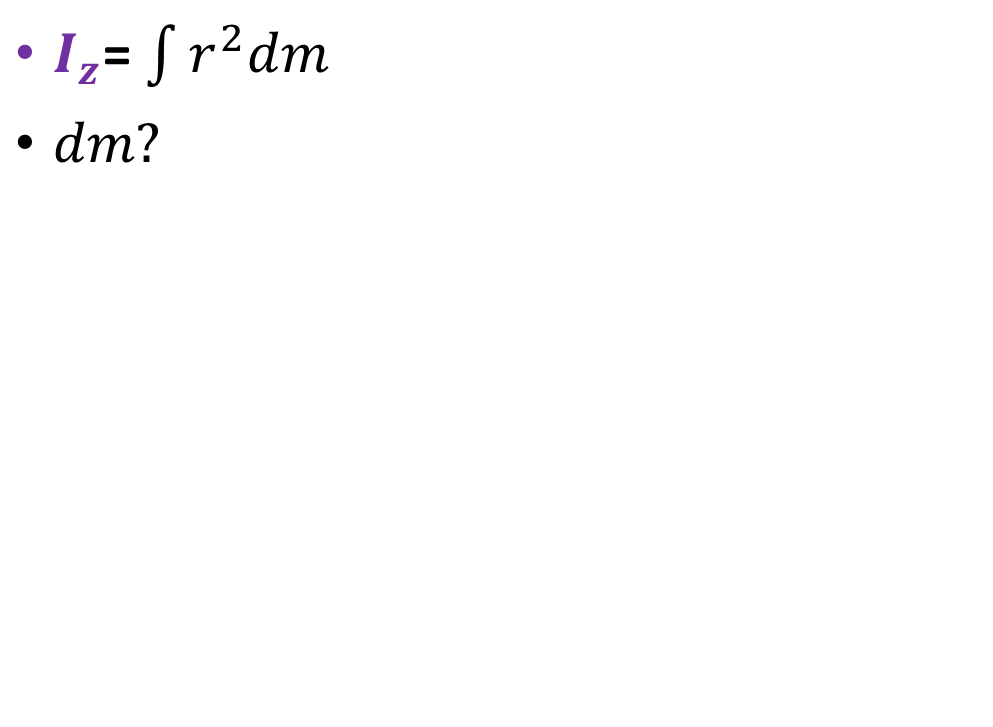 • I_z= ∫ r²dm
• dm?